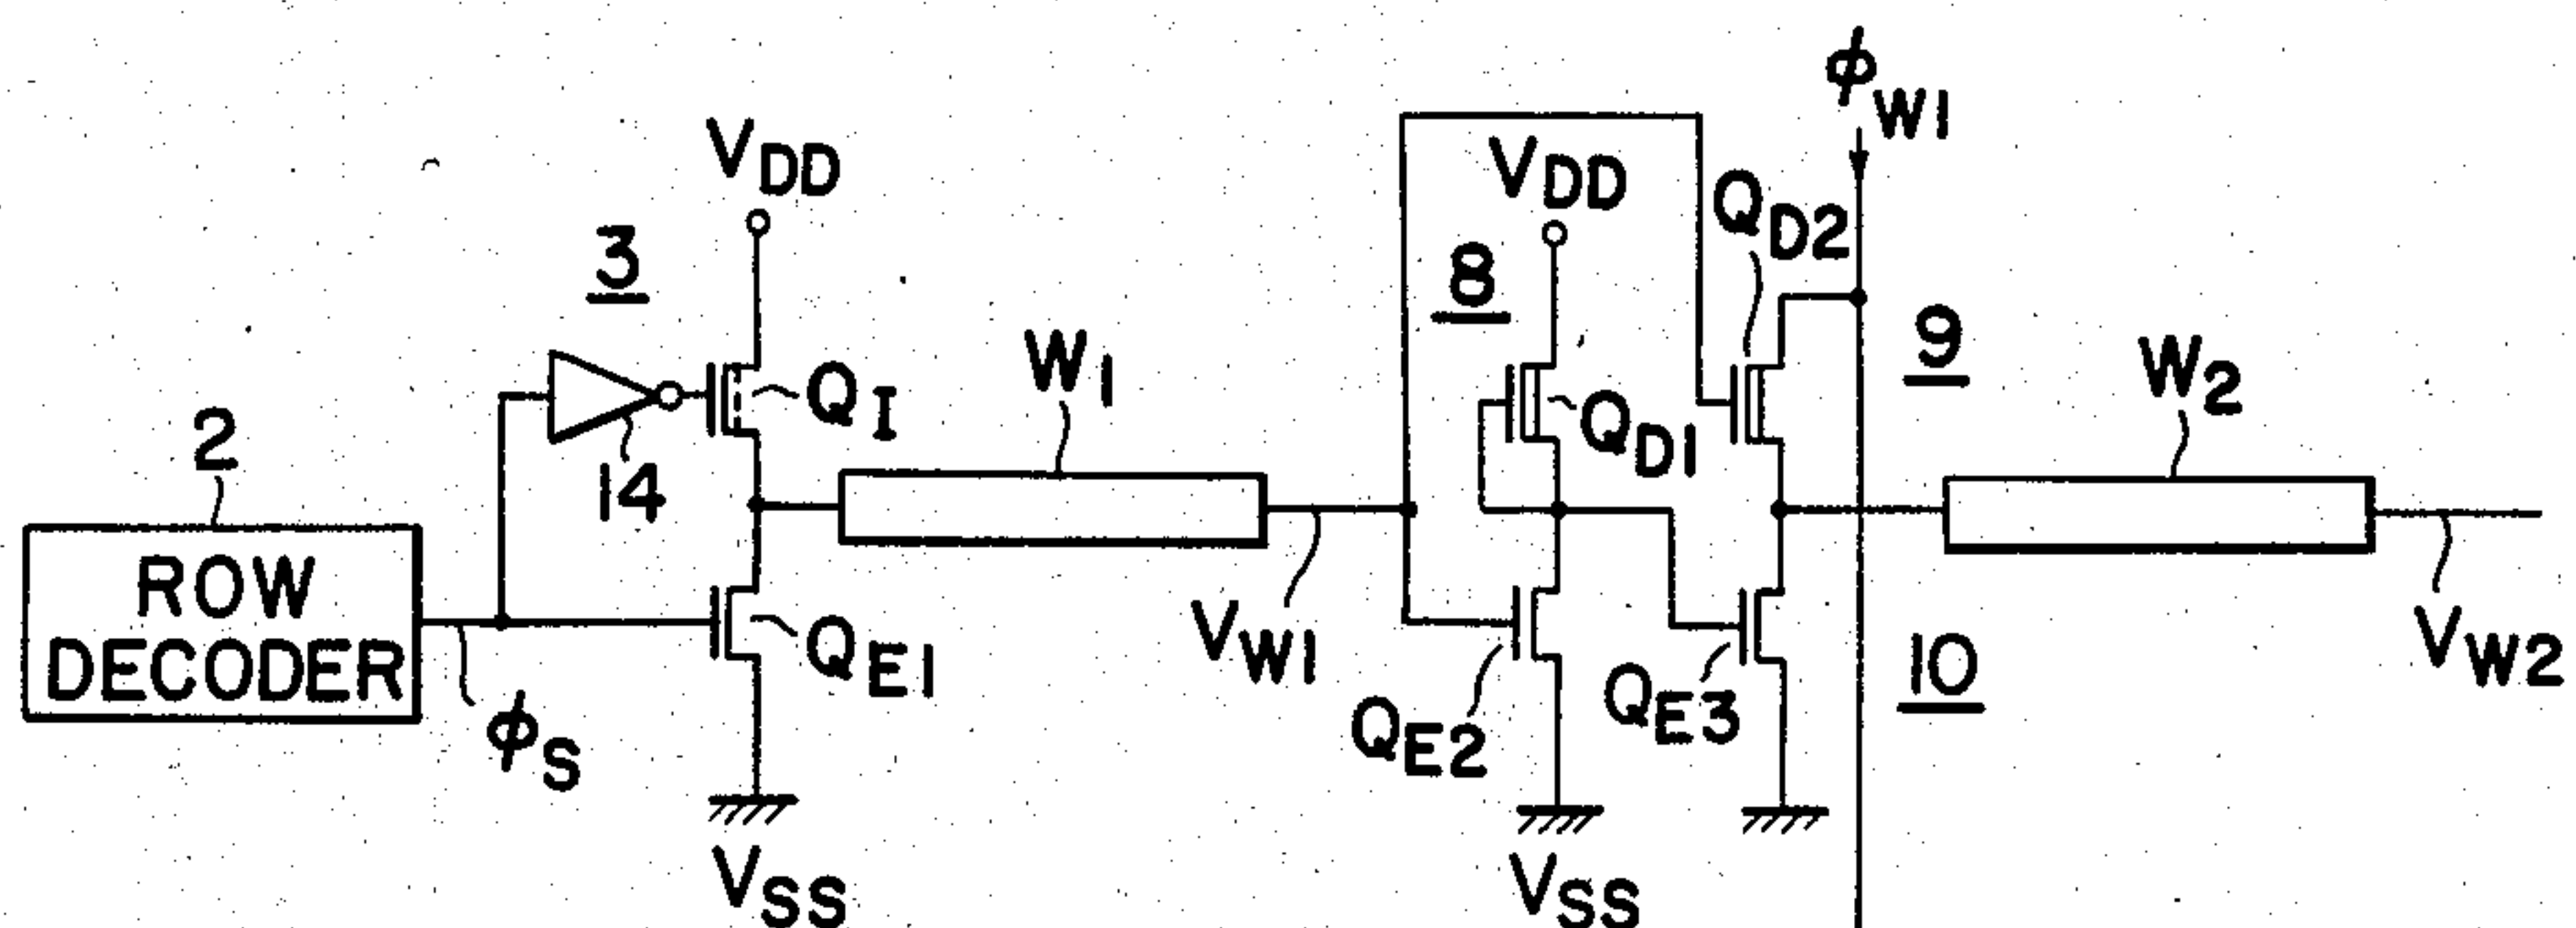 2
ROW
DECODER
ϕS
3
VDD
14
QI
QE1
VSS
W1
VW1
8
VDD
QD1
QE2
VSS
ϕW1
QD2
QE3
9
10
W2
VW2